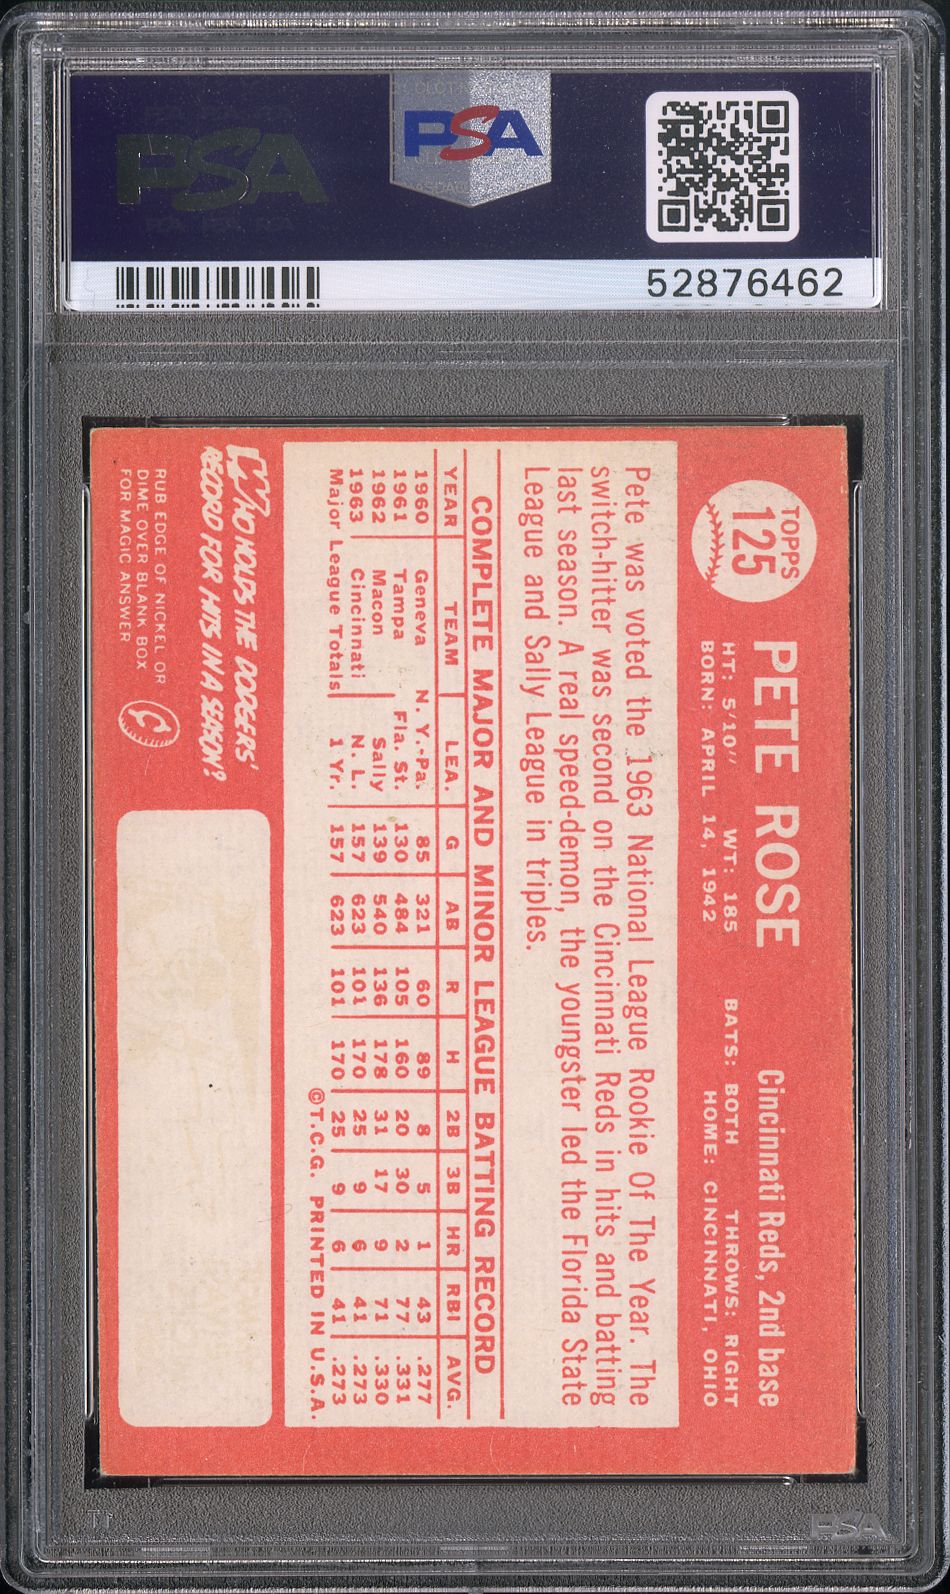 PSA
PSA
52876462
TOPPS
125
PETE ROSE
Cincinnati Reds, 2nd base
HT: 5'10" WT: 185 BATS: BOTH THROWS: RIGHT
BORN: APRIL 14, 1942 HOME: CINCINNATI, OHIO
Pete was voted the 1963 National League Rookie Of The Year. The
switch-hitter was second on the Cincinnati Reds in hits and batting
last season. A real speed-demon, the youngster led the Florida State
League and Sally League in triples.
COMPLETE MAJOR AND MINOR LEAGUE BATTING RECORD
YEAR TEAM LEA. G AB R H 2B 3B HR RBI AVG.
1960 Geneva N. Y.-Pa. 85 321 60 89 8 5 1 43 .277
1961 Tampa Fla. St. 130 484 105 160 20 30 2 77 .331
1962 Macon Sally 139 540 136 178 31 17 9 71 .330
1963 Cincinnati N. L. 157 623 101 170 25 9 6 41 .273
Major League Totals 1 Yr. 157 623 101 170 25 9 6 41 .273
©T.C.G. PRINTED IN U.S.A.
WHO HOLDS THE DODGERS'
RECORD FOR HITS IN A SEASON?
RUB EDGE OF NICKEL OR
DIME OVER BLANK BOX
FOR MAGIC ANSWER
PSA